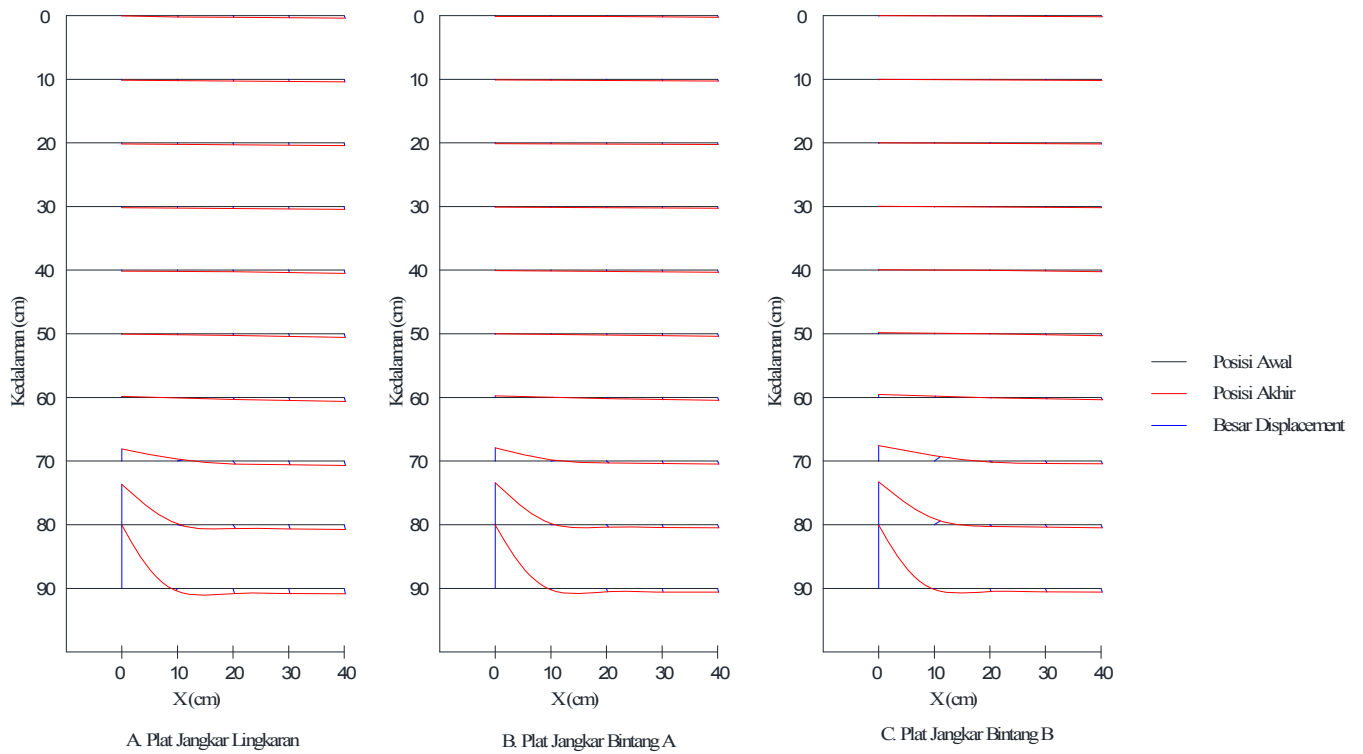 0
10
20
30
40
50
60
70
80
90
Kedalaman (cm)
0 10 20 30 40
X (cm)
A. Plat Jangkar Lingkaran
0
10
20
30
40
50
60
70
80
90
Kedalaman (cm)
0 10 20 30 40
X (cm)
B. Plat Jangkar Bintang A
0
10
20
30
40
50
60
70
80
90
Kedalaman (cm)
0 10 20 30 40
X (cm)
C. Plat Jangkar Bintang B
Posisi Awal
Posisi Akhir
Besar Displacement